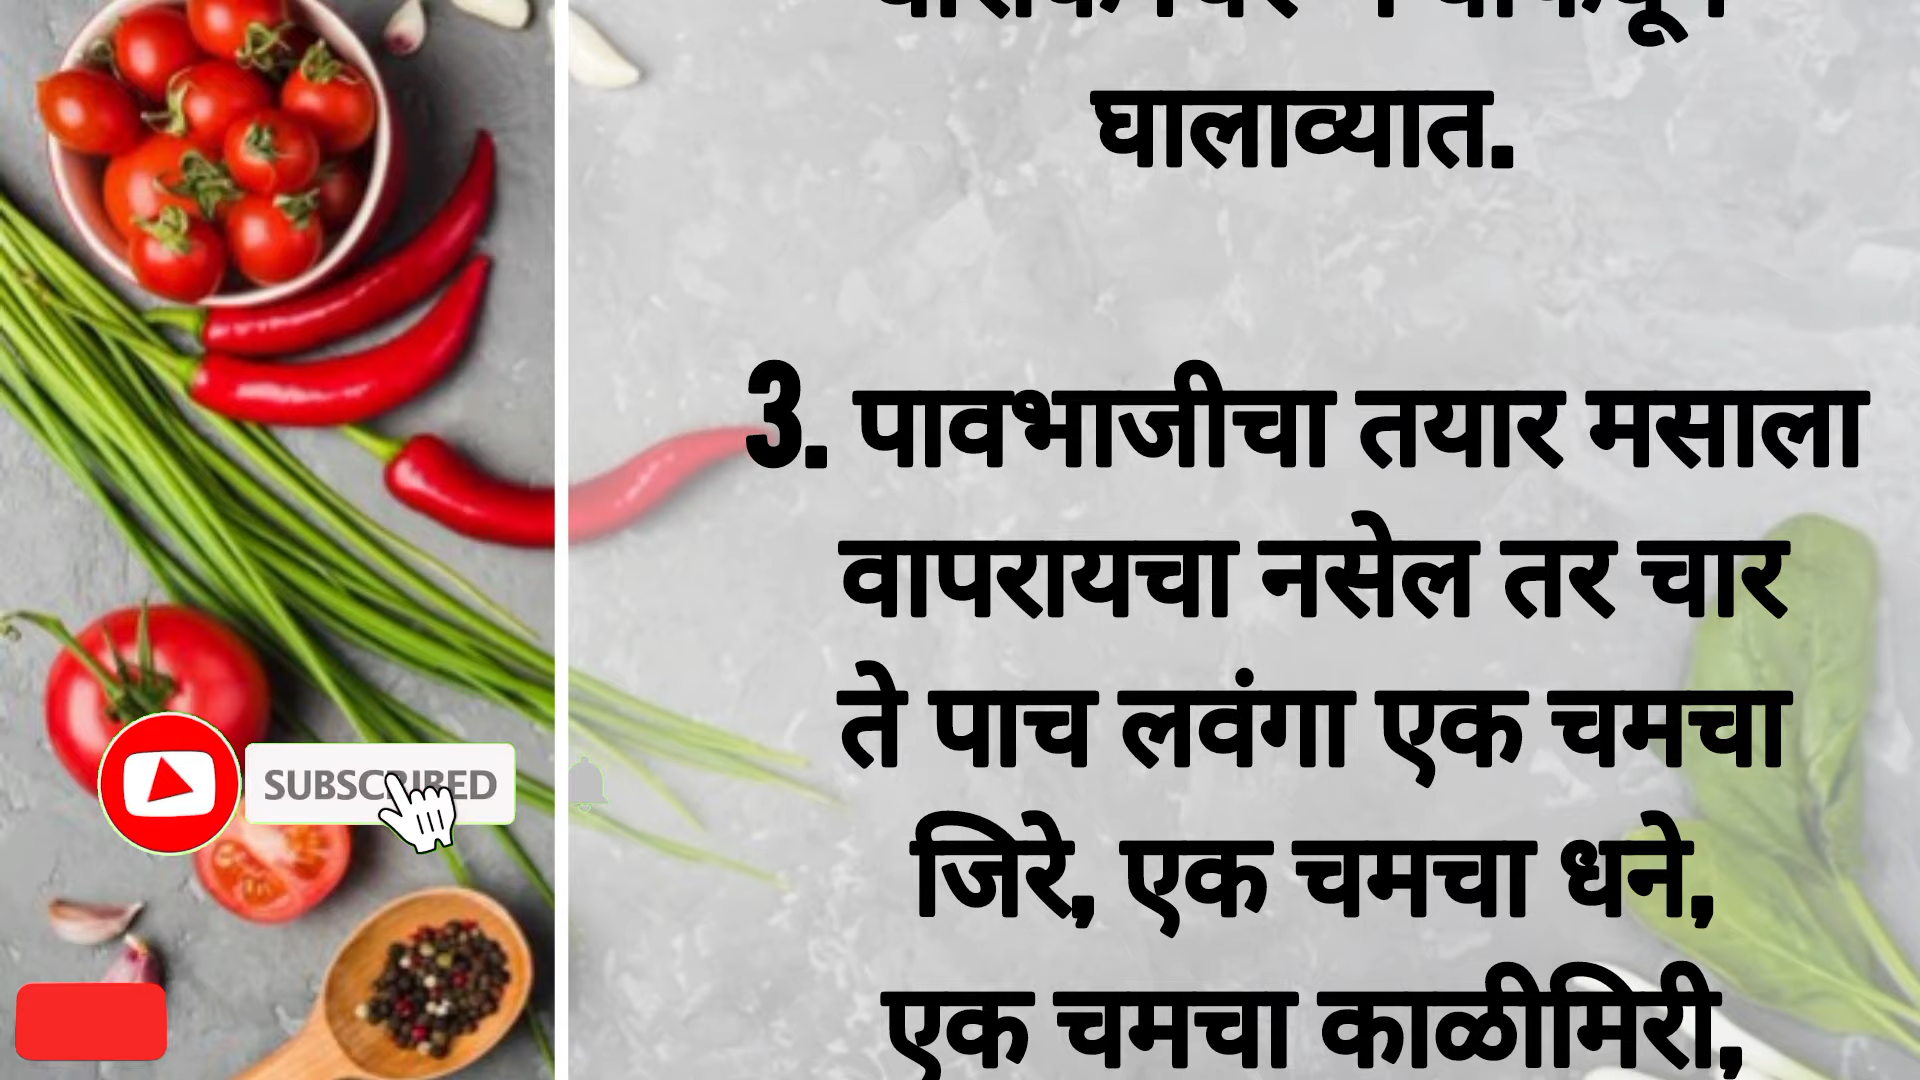 घालाव्यात.
3. पावभाजीचा तयार मसाला
वापरायचा नसेल तर चार
ते पाच लवंगा एक चमचा
जिरे, एक चमचा धने,
एक चमचा काळीमिरी,
SUBSCRIBED